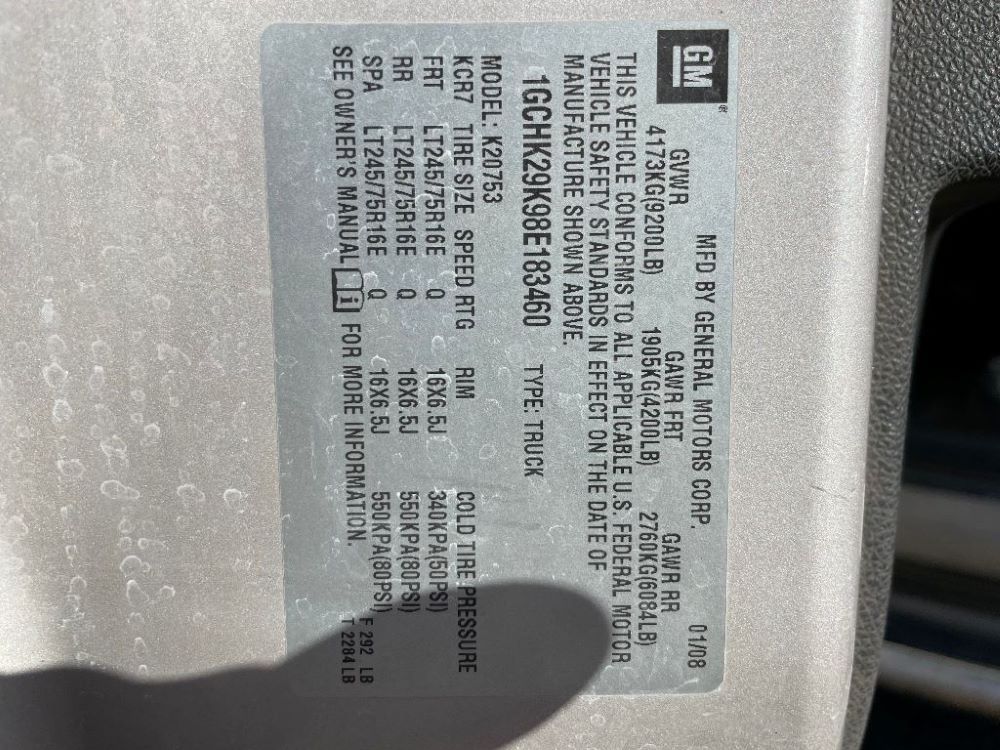 GM
MFD BY GENERAL MOTORS CORP. 01/08
GVWR GAWR FRT GAWR RR
4173KG(9200LB) 1905KG(4200LB) 2760KG(6084LB)
THIS VEHICLE CONFORMS TO ALL APPLICABLE U.S. FEDERAL MOTOR
VEHICLE SAFETY STANDARDS IN EFFECT ON THE DATE OF
MANUFACTURE SHOWN ABOVE.
1GCHK29K98E183460 TYPE: TRUCK
MODEL: K20753
KCR7 TIRE SIZE SPEED RTG RIM COLD TIRE PRESSURE
FRT LT245/75R16E Q 16X6.5J 340KPA(50PSI)
RR LT245/75R16E Q 16X6.5J 550KPA(80PSI)
SPA LT245/75R16E Q 16X6.5J 550KPA(80PSI) F 292 LB
SEE OWNER'S MANUAL FOR MORE INFORMATION. T 2284 LB